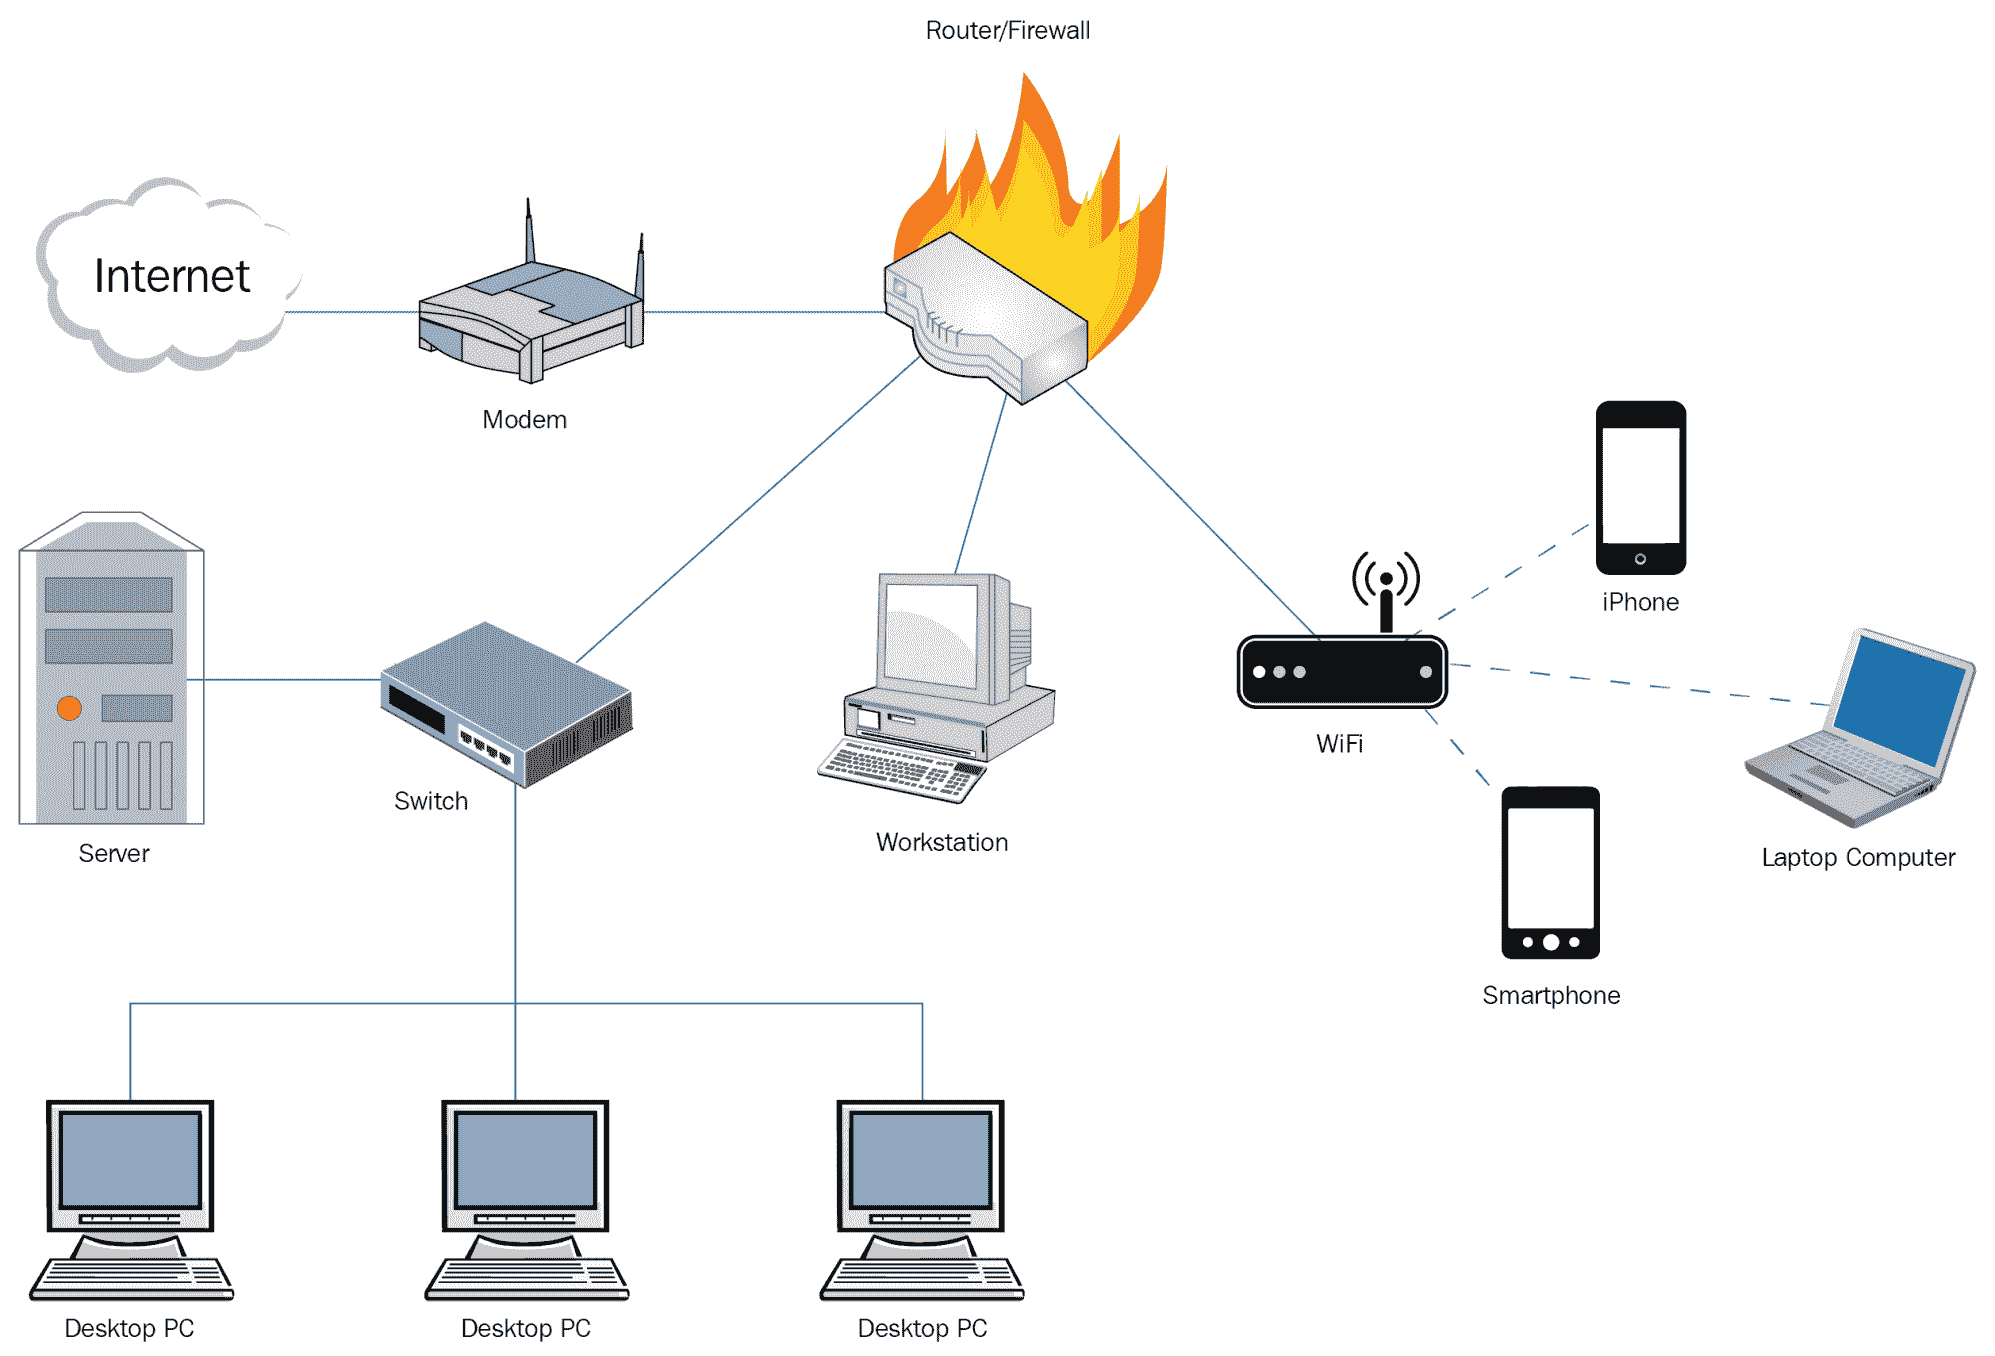 Router/Firewall
Internet
Modem
iPhone
WiFi
Switch
Workstation
Server
Laptop Computer
Smartphone
Desktop PC
Desktop PC
Desktop PC